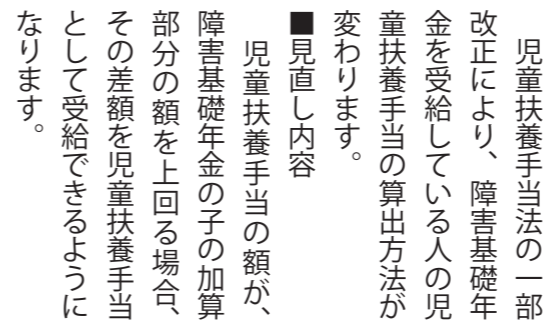 児童扶養手当法の一部
改正により、障害基礎年
金を受給している人の児
童扶養手当の算出方法が
変わります。
■見直し内容
　児童扶養手当の額が、
障害基礎年金の子の加算
部分の額を上回る場合、
その差額を児童扶養手当
として受給できるように
なります。